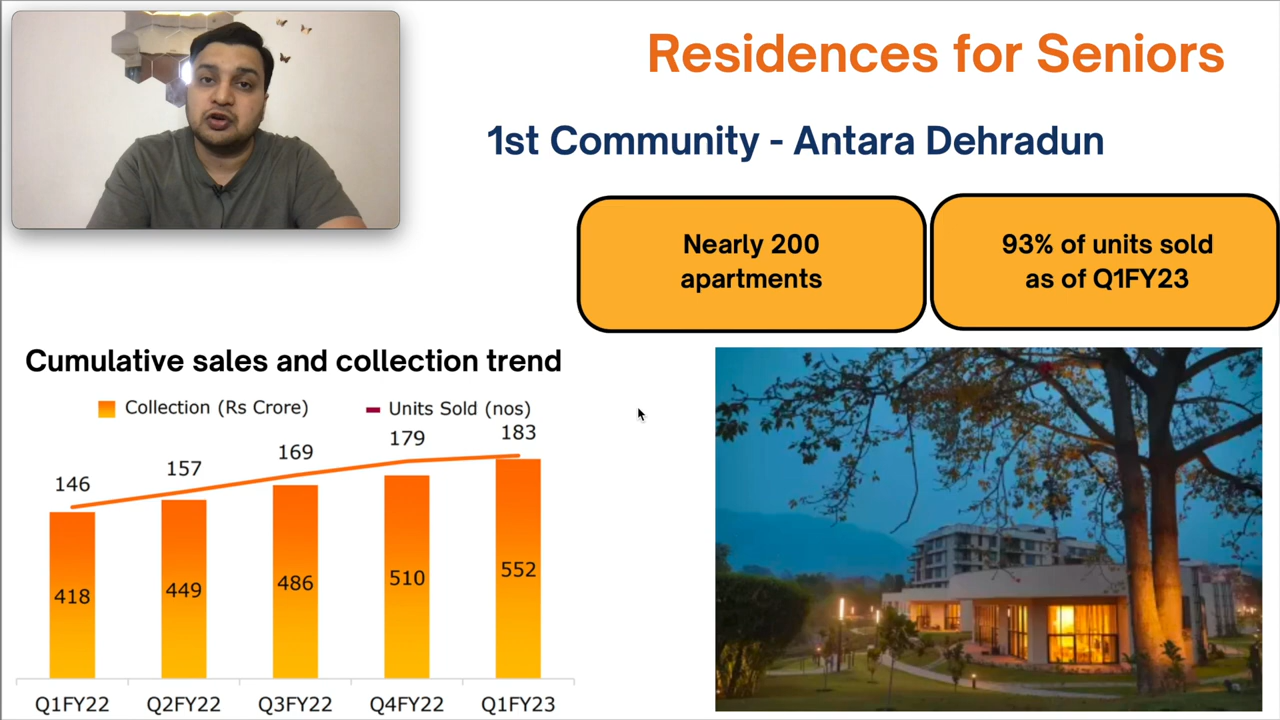 Residences for Seniors
1st Community - Antara Dehradun
Nearly 200
apartments
93% of units sold
as of Q1FY23
Cumulative sales and collection trend
Collection (Rs Crore)
Units Sold (nos)
146
157
169
179
183
418
449
486
510
552
Q1FY22
Q2FY22
Q3FY22
Q4FY22
Q1FY23